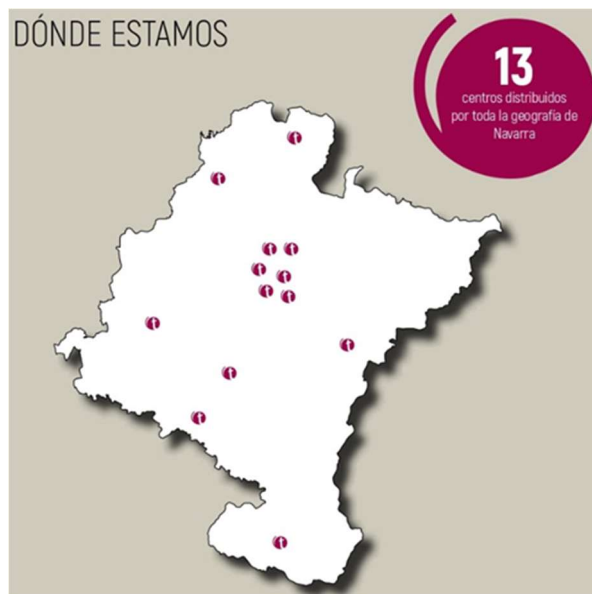 DÓNDE ESTAMOS
13
centros distribuidos
por toda la geografía de
Navarra